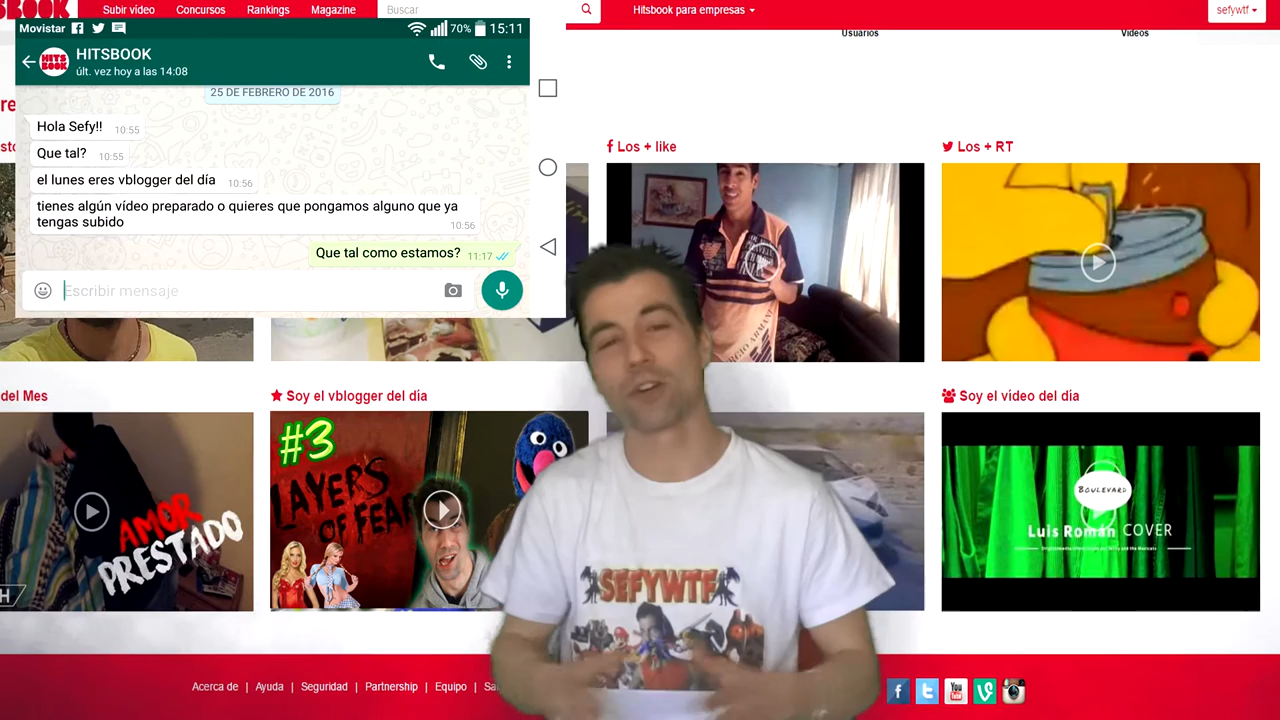 SBOOK
Subir vídeo
Concursos
Rankings
Magazine
Buscar
Hitsbook para empresas
sefywtf
Usuarios
Vídeos
Movistar
70%
15:11
HITS
BOOK
HITSBOOK
últ. vez hoy a las 14:08
25 DE FEBRERO DE 2016
Hola Sefy!! 10:55
Que tal? 10:55
el lunes eres vblogger del día 10:56
tienes algún vídeo preparado o quieres que pongamos alguno que ya
tengas subido 10:56
Que tal como estamos? 11:17
Escribir mensaje
Los + like
Los + RT
del Mes
Soy el vblogger del día
Soy el vídeo del día
AMOR
PRESTADO
H
#3
LAYERS
OF FEAR
BOULEVARD
Luis Román COVER
SEFYWTF
Acerca de | Ayuda | Seguridad | Partnership | Equipo |
You
Tube